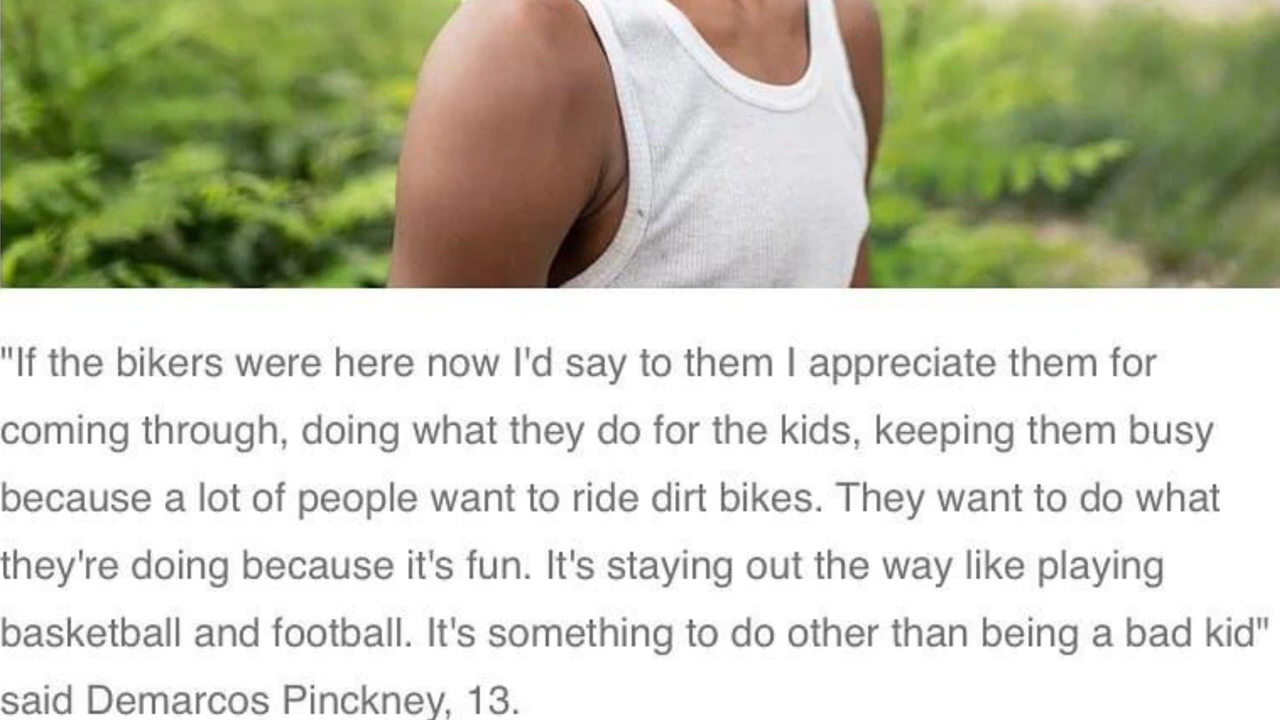 "If the bikers were here now I'd say to them I appreciate them for
coming through, doing what they do for the kids, keeping them busy
because a lot of people want to ride dirt bikes. They want to do what
they're doing because it's fun. It's staying out the way like playing
basketball and football. It's something to do other than being a bad kid"
said Demarcos Pinckney, 13.